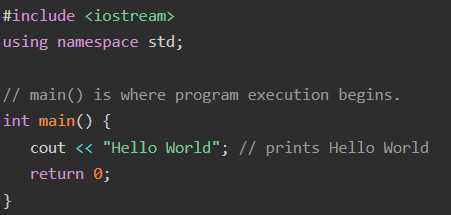 #include <iostream>
using namespace std;
// main() is where program execution begins.
int main() {
cout << "Hello World"; // prints Hello World
return 0;
}